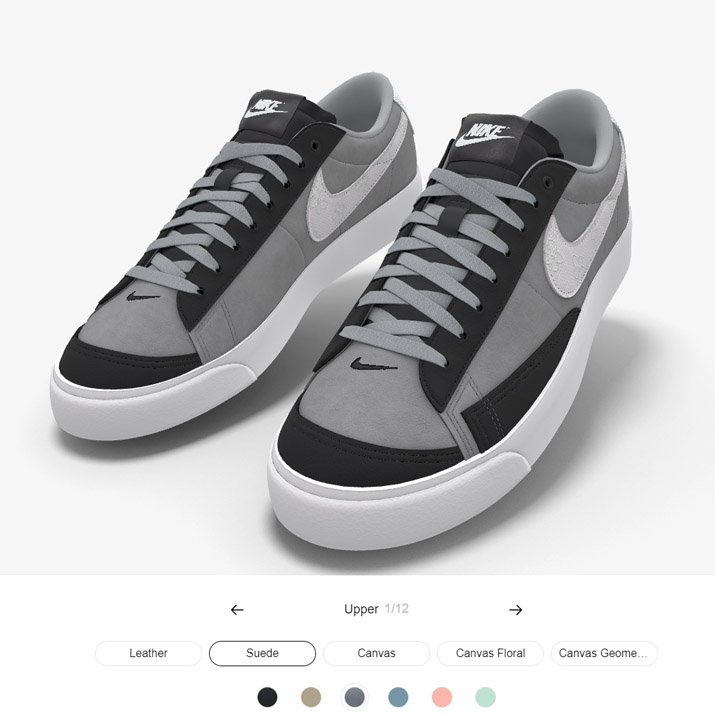 NIKE
NIKE
Upper 1/12
Leather
Suede
Canvas
Canvas Floral
Canvas Geome...